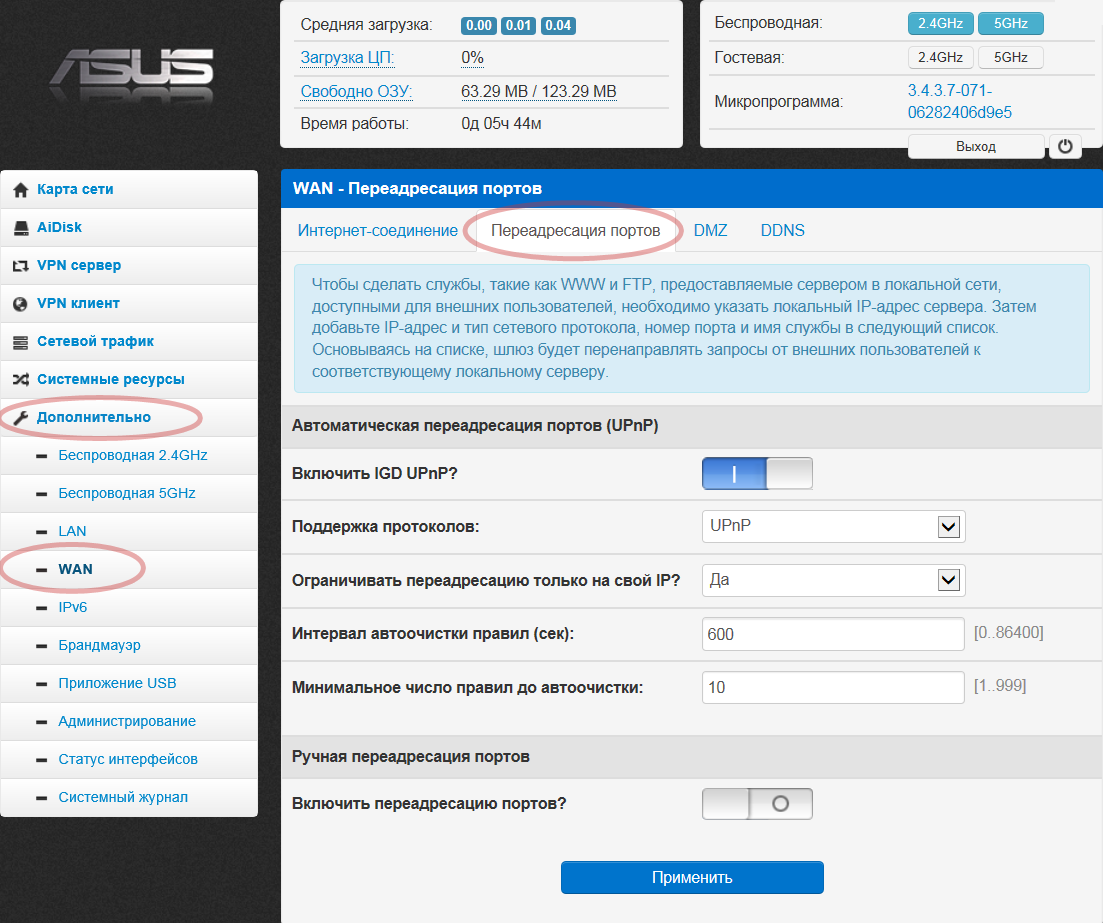 ASUS
Средняя загрузка: 0.00 0.01 0.04
Загрузка ЦП: 0%
Свободно ОЗУ: 63.29 MB / 123.29 MB
Время работы: 0д 05ч 44м
Беспроводная: 2.4GHz 5GHz
Гостевая: 2.4GHz 5GHz
Микропрограмма: 3.4.3.7-071-
06282406d9e5
Выход
Карта сети
AiDisk
VPN сервер
VPN клиент
Сетевой трафик
Системные ресурсы
Дополнительно
Беспроводная 2.4GHz
Беспроводная 5GHz
LAN
WAN
IPv6
Брандмауэр
Приложение USB
Администрирование
Статус интерфейсов
Системный журнал
WAN - Переадресация портов
Интернет-соединение Переадресация портов DMZ DDNS
Чтобы сделать службы, такие как WWW и FTP, предоставляемые сервером в локальной сети,
доступными для внешних пользователей, необходимо указать локальный IP-адрес сервера. Затем
добавьте IP-адрес и тип сетевого протокола, номер порта и имя службы в следующий список.
Основываясь на списке, шлюз будет перенаправлять запросы от внешних пользователей к
соответствующему локальному серверу.
Автоматическая переадресация портов (UPnP)
Включить IGD UPnP?
Поддержка протоколов: UPnP
Ограничивать переадресацию только на свой IP? Да
Интервал автоочистки правил (сек): 600 [0..86400]
Минимальное число правил до автоочистки: 10 [1..999]
Ручная переадресация портов
Включить переадресацию портов?
Применить